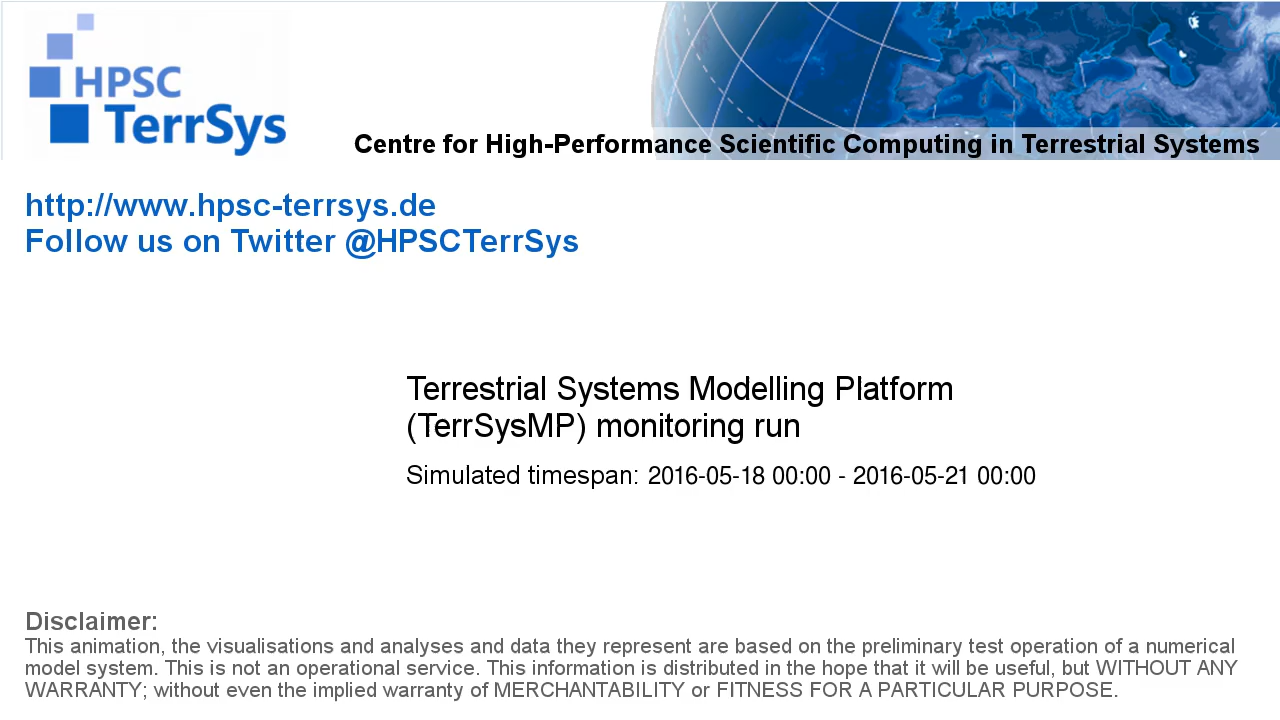 HPSC
TerrSys
Centre for High-Performance Scientific Computing in Terrestrial Systems
http://www.hpsc-terrsys.de
Follow us on Twitter @HPSCTerrSys
Terrestrial Systems Modelling Platform
(TerrSysMP) monitoring run
Simulated timespan: 2016-05-18 00:00 - 2016-05-21 00:00
Disclaimer:
This animation, the visualisations and analyses and data they represent are based on the preliminary test operation of a numerical
model system. This is not an operational service. This information is distributed in the hope that it will be useful, but WITHOUT ANY
WARRANTY; without even the implied warranty of MERCHANTABILITY or FITNESS FOR A PARTICULAR PURPOSE.